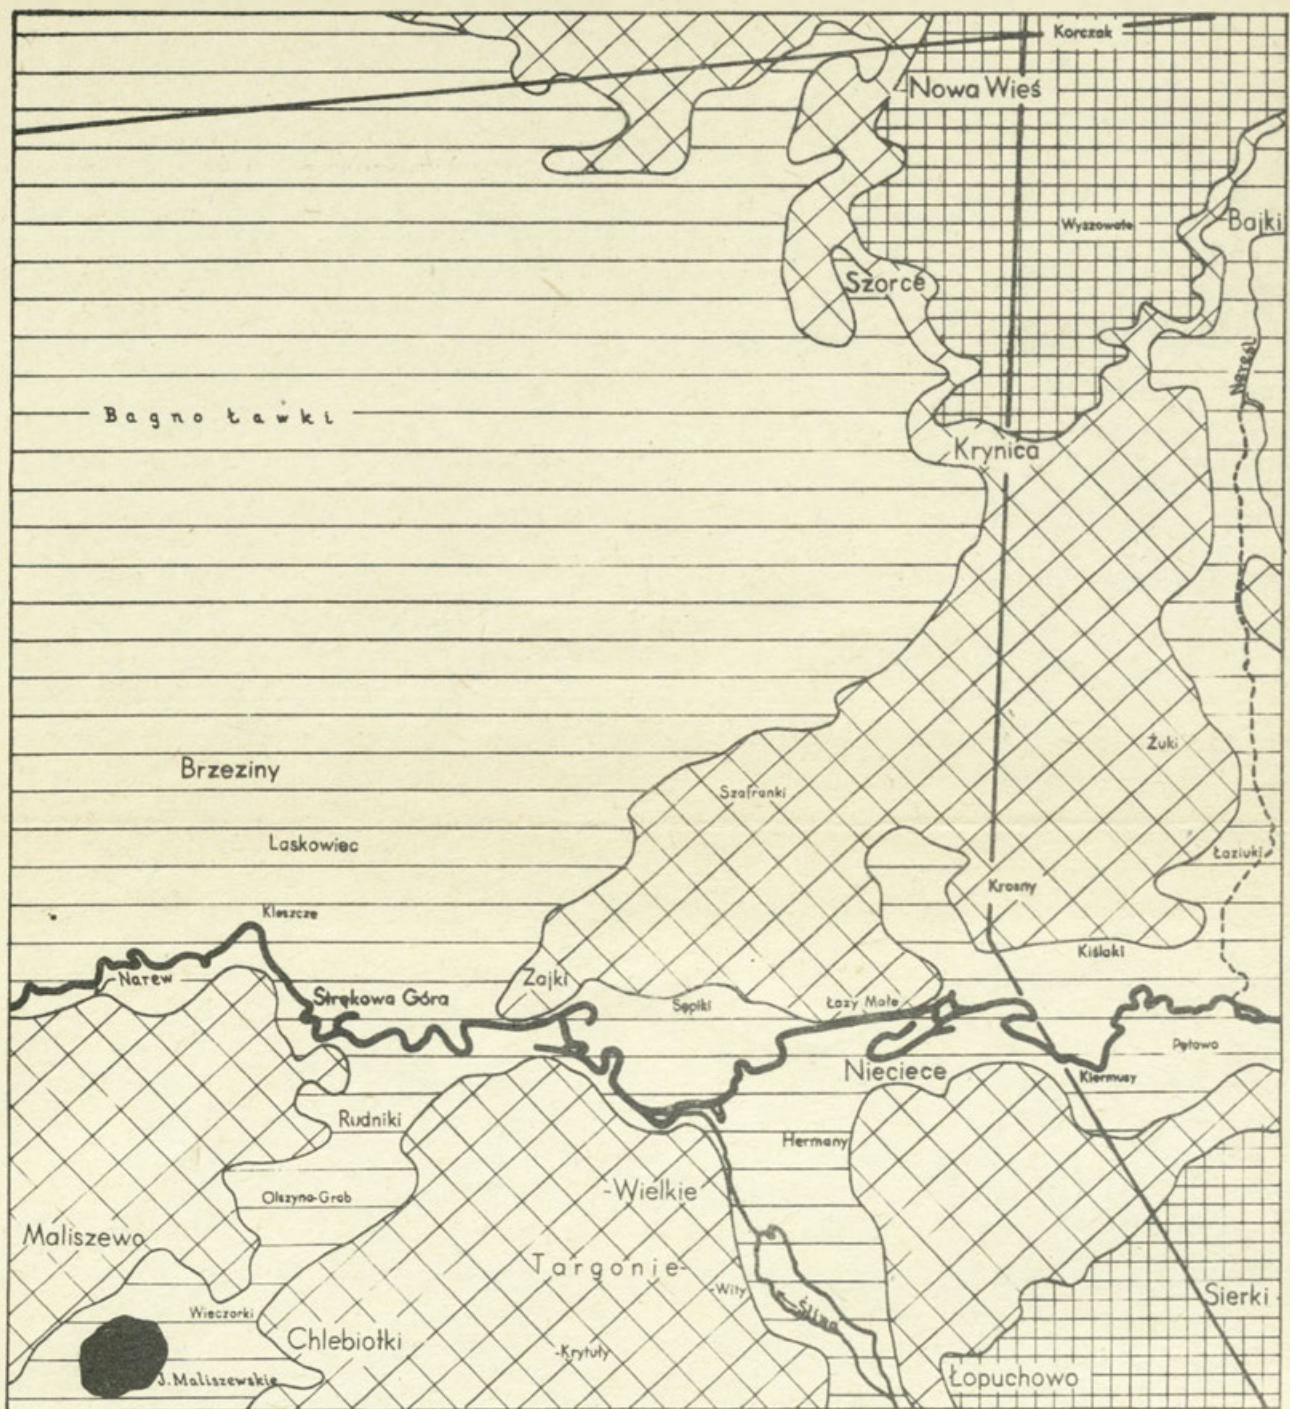 Korczak
Nowa Wieś
Wyszowate
Bajki
Szorce
Nereśl
Bagno Ławki
Krynica
Żuki
Brzeziny
Szafranki
Laskowiec
Łaziuki
Krosny
Kleszcze
Kiślaki
Narew
Zajki
Strękowa Góra
Sępiki
Łazy Małe
Pętowo
Nieciece
Kiermusy
Rudniki
Hermany
Olszyna-Grab
-Wielkie
Maliszewo
Targonie-
-Wity
Ślina
Sierki
Wieczorki
Chlebiotki
-Krytuły
J. Maliszewskie
Łopuchowo